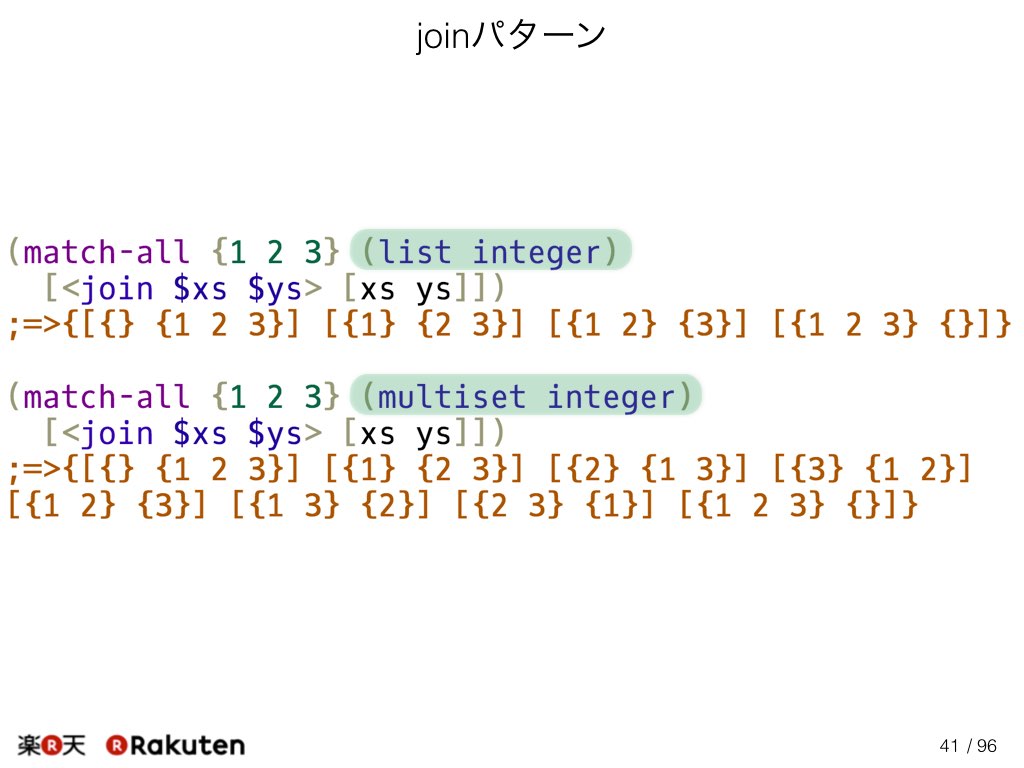 joinパターン
(match-all {1 2 3} (list integer)
[<join $xs $ys> [xs ys]])
;=>{[{} {1 2 3}] [{1} {2 3}] [{1 2} {3}] [{1 2 3} {}]}
(match-all {1 2 3} (multiset integer)
[<join $xs $ys> [xs ys]])
;=>{[{} {1 2 3}] [{1} {2 3}] [{2} {1 3}] [{3} {1 2}]
[{1 2} {3}] [{1 3} {2}] [{2 3} {1}] [{1 2 3} {}]}
楽R天 R Rakuten
41 / 96